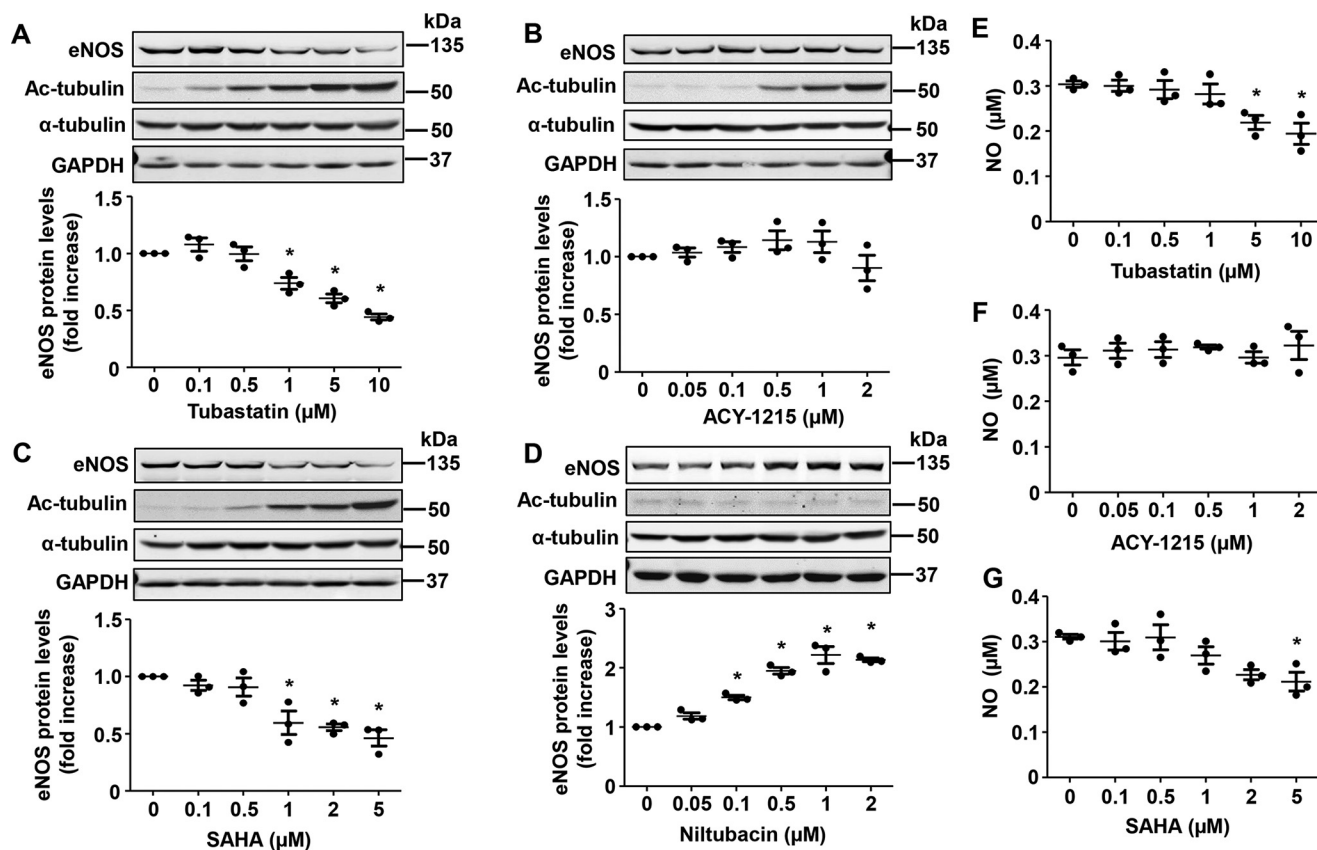 A
kDa
eNOS
135
Ac-tubulin
50
α-tubulin
50
GAPDH
37
eNOS protein levels
(fold increase)
1.5
1.0
0.5
0
* * *
0 0.1 0.5 1 5 10
Tubastatin (µM)
B
kDa
eNOS
135
Ac-tubulin
50
α-tubulin
50
GAPDH
37
eNOS protein levels
(fold increase)
1.5
1.0
0.5
0
0 0.05 0.1 0.5 1 2
ACY-1215 (µM)
C
kDa
eNOS
135
Ac-tubulin
50
α-tubulin
50
GAPDH
37
eNOS protein levels
(fold increase)
1.5
1.0
0.5
0
* * *
0 0.1 0.5 1 2 5
SAHA (µM)
D
kDa
eNOS
135
Ac-tubulin
50
α-tubulin
50
GAPDH
37
eNOS protein levels
(fold increase)
3
2
1
0
* * * *
0 0.05 0.1 0.5 1 2
Niltubacin (µM)
E
NO (µM)
0.4
0.3
0.2
0.1
0
* *
0 0.1 0.5 1 5 10
Tubastatin (µM)
F
NO (µM)
0.4
0.3
0.2
0.1
0
0 0.05 0.1 0.5 1 2
ACY-1215 (µM)
G
NO (µM)
0.4
0.3
0.2
0.1
0
*
0 0.1 0.5 1 2 5
SAHA (µM)